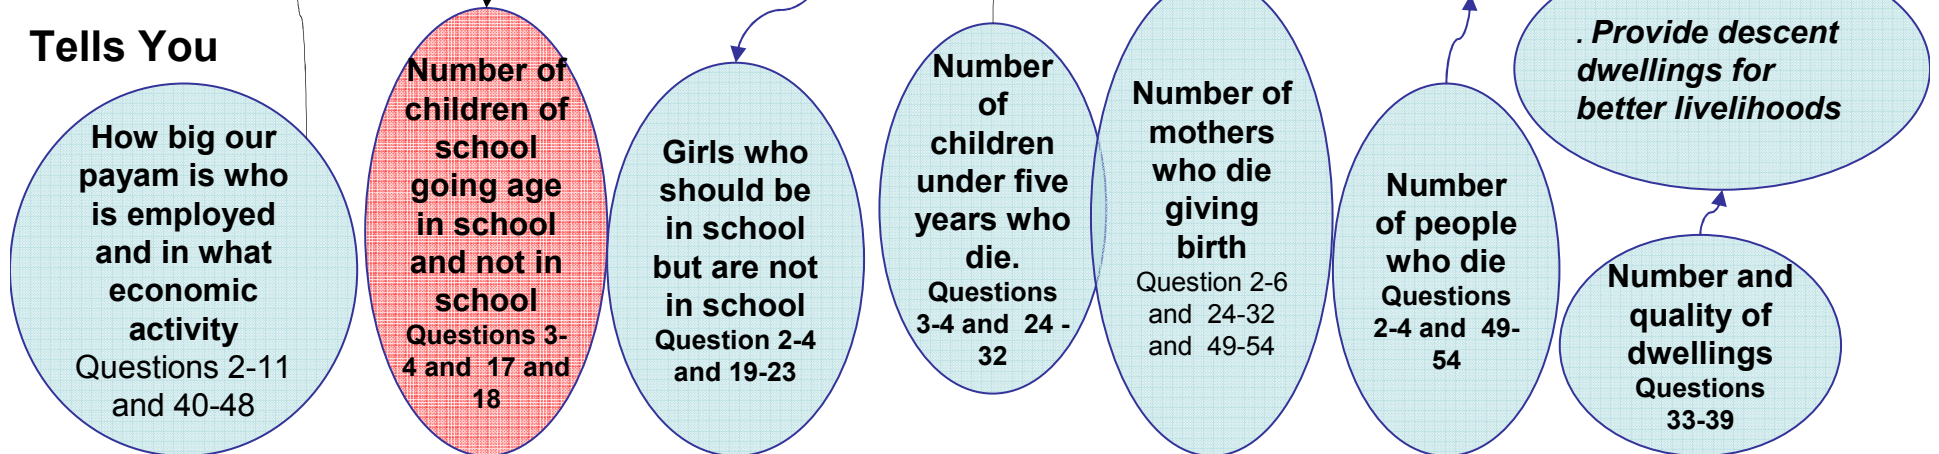 Tells You
How big our
payam is who
is employed
and in what
economic
activity
Questions 2-11
and 40-48
Number of
children of
school
going age
in school
and not in
school
Questions 3-
4 and 17 and
18
Girls who
should be
in school
but are not
in school
Question 2-4
and 19-23
Number
of
children
under five
years who
die.
Questions
3-4 and 24 -
32
Number of
mothers
who die
giving
birth
Question 2-6
and 24-32
and 49-54
Number
of people
who die
Questions
2-4 and 49-
54
. Provide descent
dwellings for
better livelihoods
Number and
quality of
dwellings
Questions
33-39